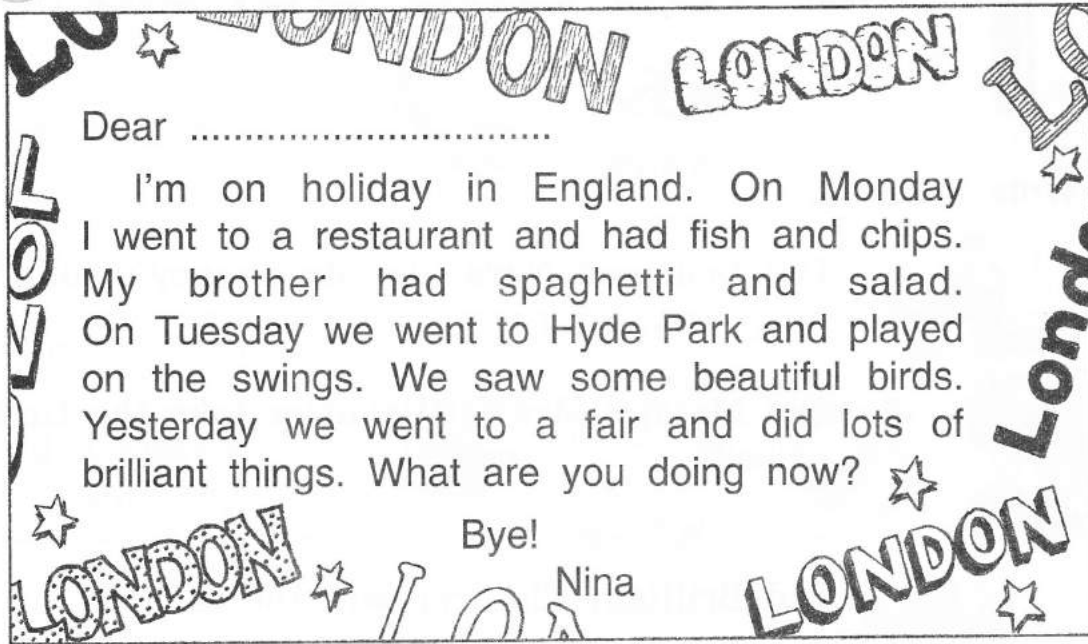 LONDON
LONDON
Dear ................................
I'm on holiday in England. On Monday
I went to a restaurant and had fish and chips.
My brother had spaghetti and salad.
On Tuesday we went to Hyde Park and played
on the swings. We saw some beautiful birds.
Yesterday we went to a fair and did lots of
brilliant things. What are you doing now?
Bye!
Nina
LONDON
LONDON